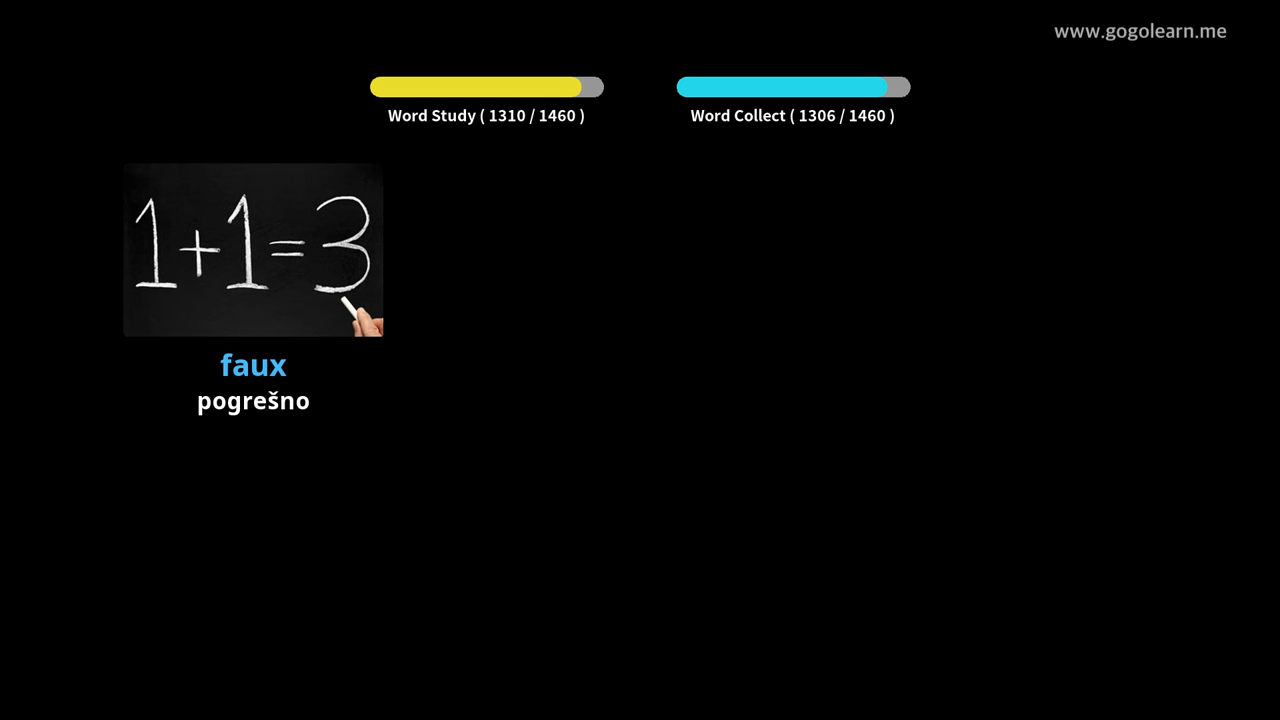 www.gogolearn.me
Word Study ( 1310 / 1460 )
Word Collect ( 1306 / 1460 )
1+1=3
faux
pogrešno